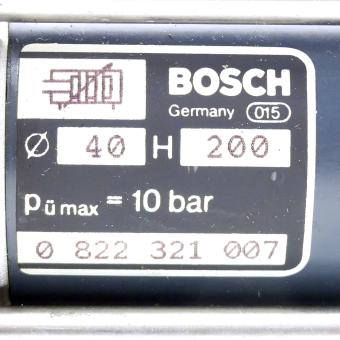 BOSCH
Germany 015
Ø 40 H 200
pü max = 10 bar
0 822 321 007